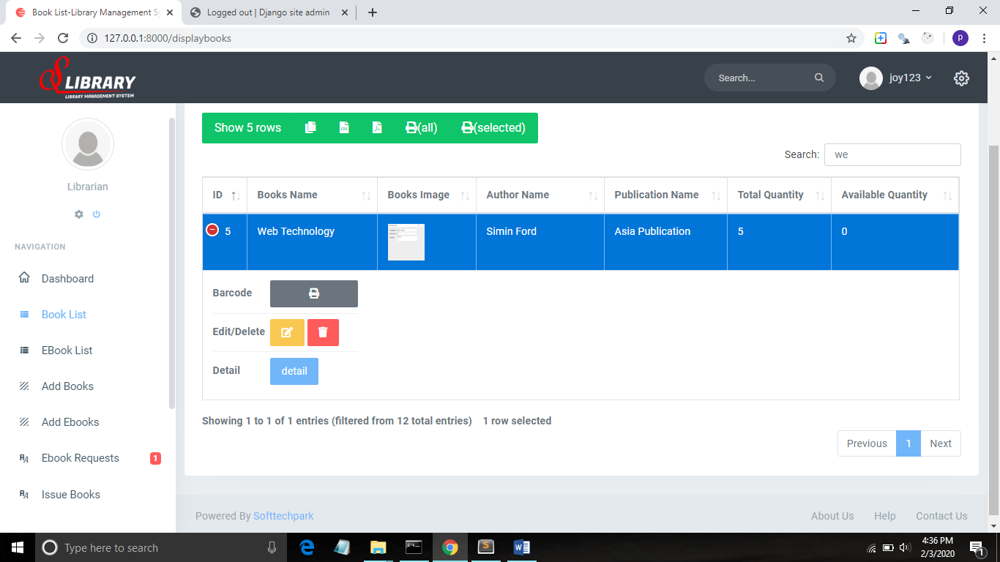 Book List-Library Management S
Logged out | Django site admin
127.0.0.1:8000/displaybooks
P
S LIBRARY
LIBRARY MANAGEMENT SYSTEM
Search...
joy123
Librarian
NAVIGATION
Dashboard
Book List
EBook List
Add Books
Add Ebooks
Ebook Requests 1
Issue Books
Show 5 rows CSV (all) (selected)
Search: we
ID Books Name Books Image Author Name Publication Name Total Quantity Available Quantity
5 Web Technology Simin Ford Asia Publication 5 0
Barcode
Edit/Delete
Detail detail
Showing 1 to 1 of 1 entries (filtered from 12 total entries) 1 row selected
Previous 1 Next
Powered By Softtechpark
About Us Help Contact Us
Type here to search
4:36 PM
2/3/2020
1